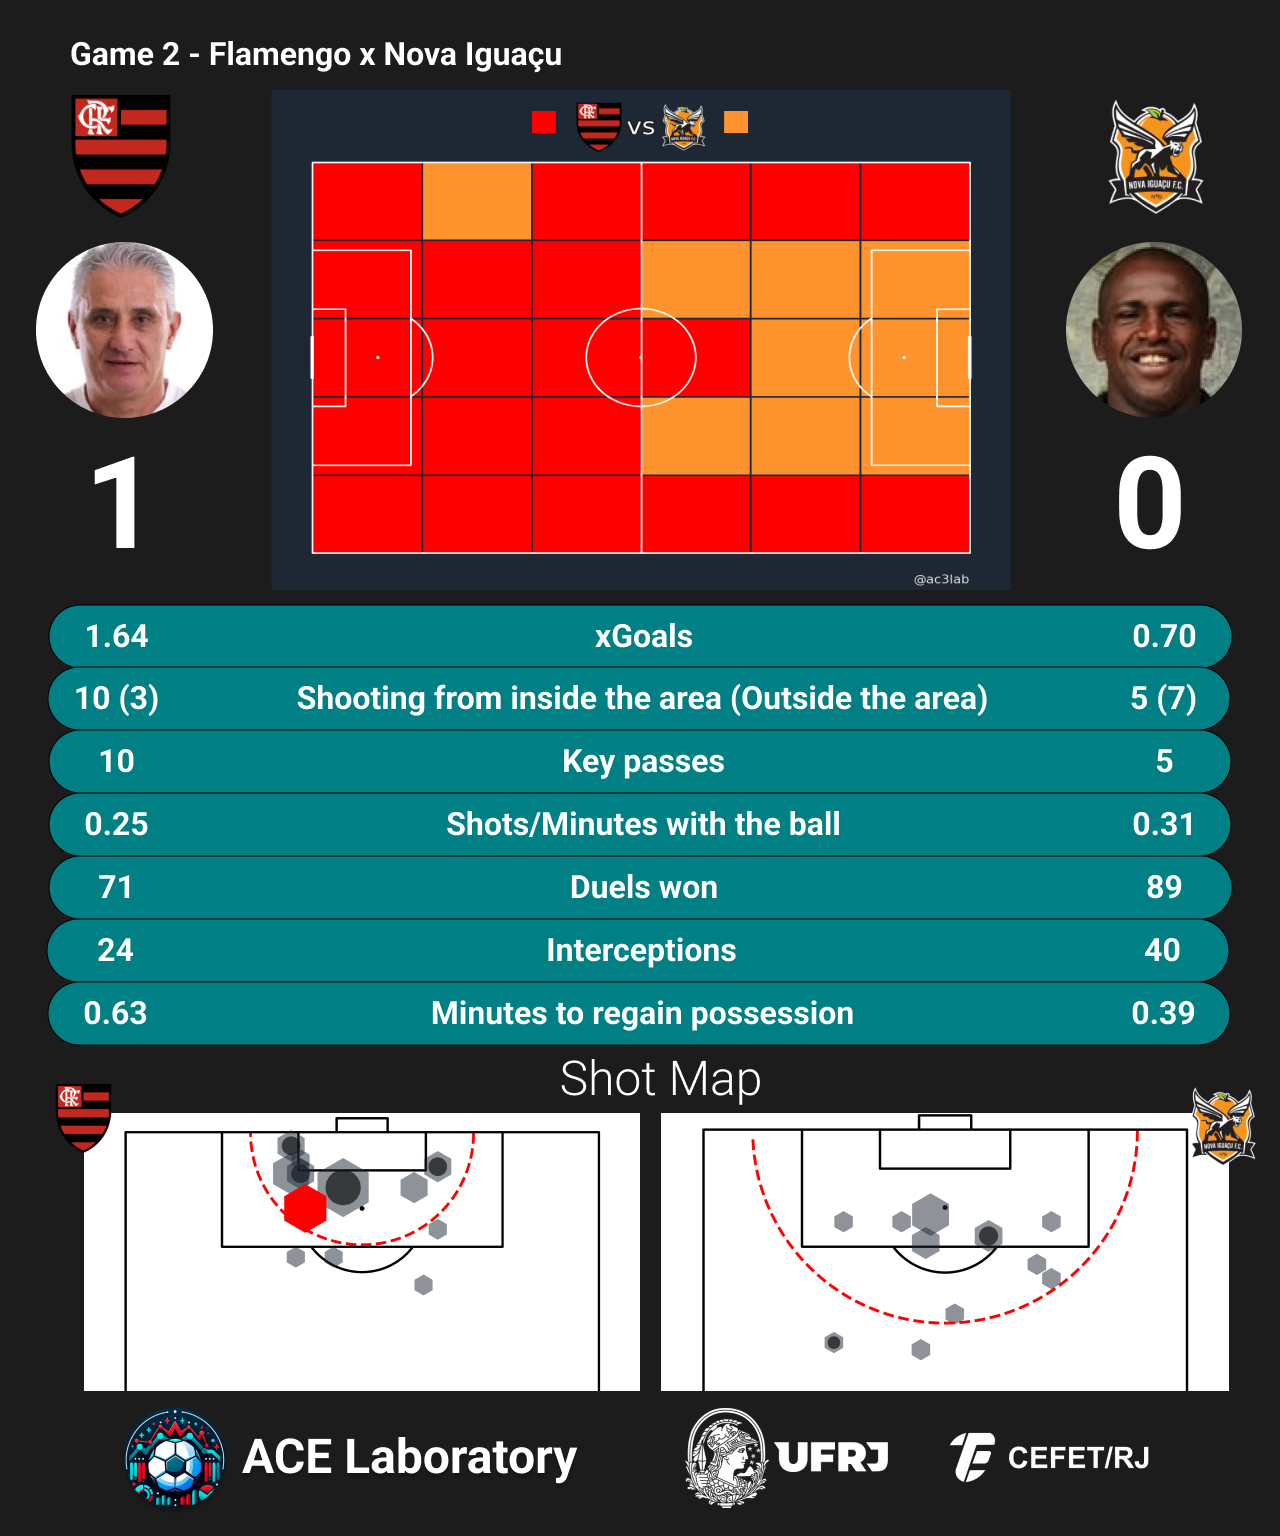 Game 2 - Flamengo x Nova Iguaçu
vs
NOVA IGUAÇU F.C.
1
0
@ac3lab
1.64 xGoals 0.70
10 (3) Shooting from inside the area (Outside the area) 5 (7)
10 Key passes 5
0.25 Shots/Minutes with the ball 0.31
71 Duels won 89
24 Interceptions 40
0.63 Minutes to regain possession 0.39
Shot Map
NOVA IGUAÇU F.C.
ACE Laboratory
UFRJ
CEFET/RJ